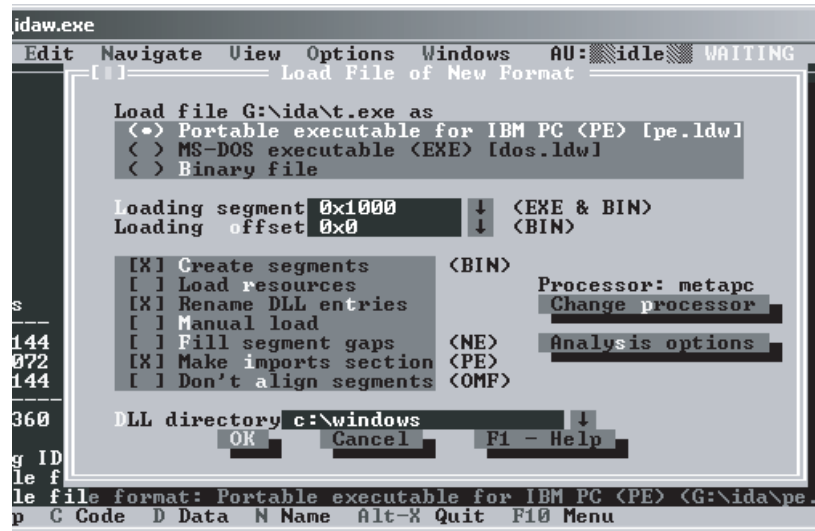 idaw.exe
Edit Navigate View Options Windows AU: idle WAITING
[ ] Load File of New Format
Load file G:\ida\t.exe as
(•) Portable executable for IBM PC (PE) [pe.ldw]
( ) MS-DOS executable (EXE) [dos.ldw]
( ) Binary file
Loading segment 0x1000 ↓ (EXE & BIN)
Loading offset 0x0 ↓ (BIN)
[X] Create segments (BIN)
[ ] Load resources Processor: metapc
s [X] Rename DLL entries Change processor
[ ] Manual load
144 [ ] Fill segment gaps (NE) Analysis options
072 [X] Make imports section (PE)
144 [ ] Don't align segments (OMF)
360 DLL directory c:\windows ↓
OK Cancel F1 - Help
g ID
le f
le file format: Portable executable for IBM PC (PE) (G:\ida\pe.
p C Code D Data N Name Alt-X Quit F10 Menu